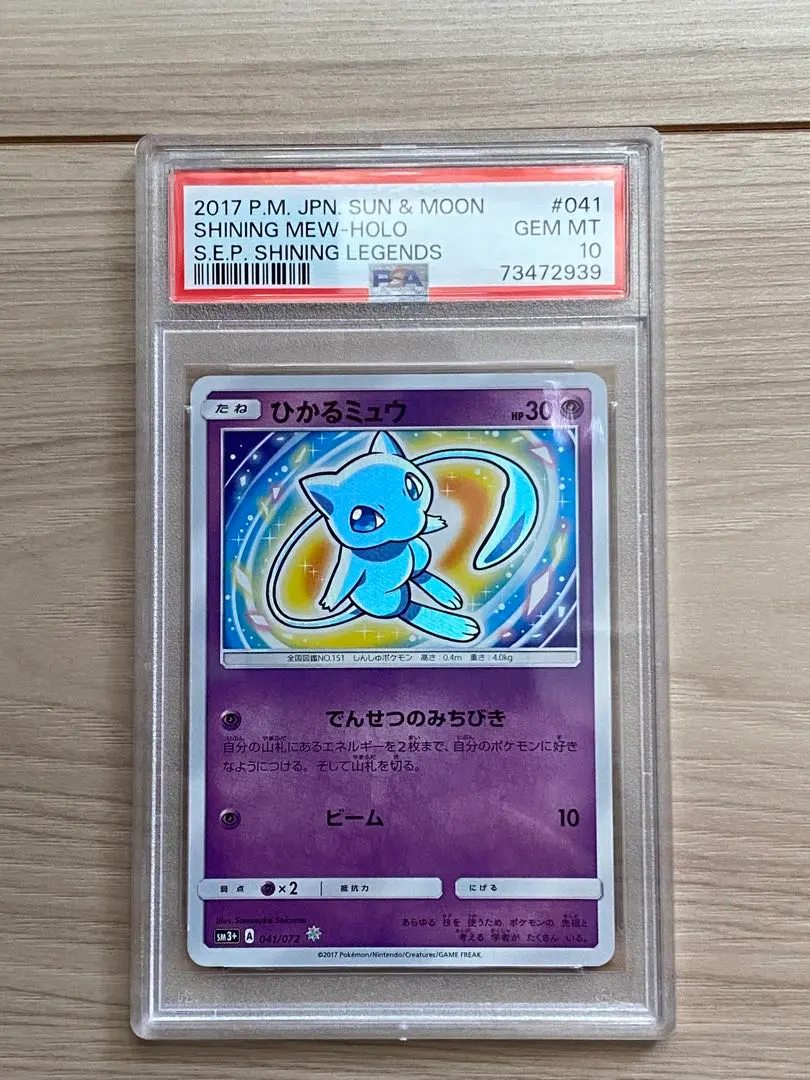 2017 P.M. JPN. SUN & MOON #041
SHINING MEW-HOLO GEM MT
S.E.P. SHINING LEGENDS 10
PSA 73472939
たね ひかるミュウ HP30
全国図鑑NO.151 しんしゅポケモン 高さ:0.4m 重さ:4.0kg
でんせつのみちびき
自分の山札にあるエネルギーを2枚まで、自分のポケモンに好き
なようにつける。そして山札を切る。
ビーム 10
弱点 ×2 抵抗力 にげる
Illus.Sanosuke Sakuma
あらゆる 技を 使うため ポケモンの 先祖と
考える 学者が たくさん いる。
SM3+ A 041/072
©2017 Pokémon/Nintendo/Creatures/GAME FREAK.